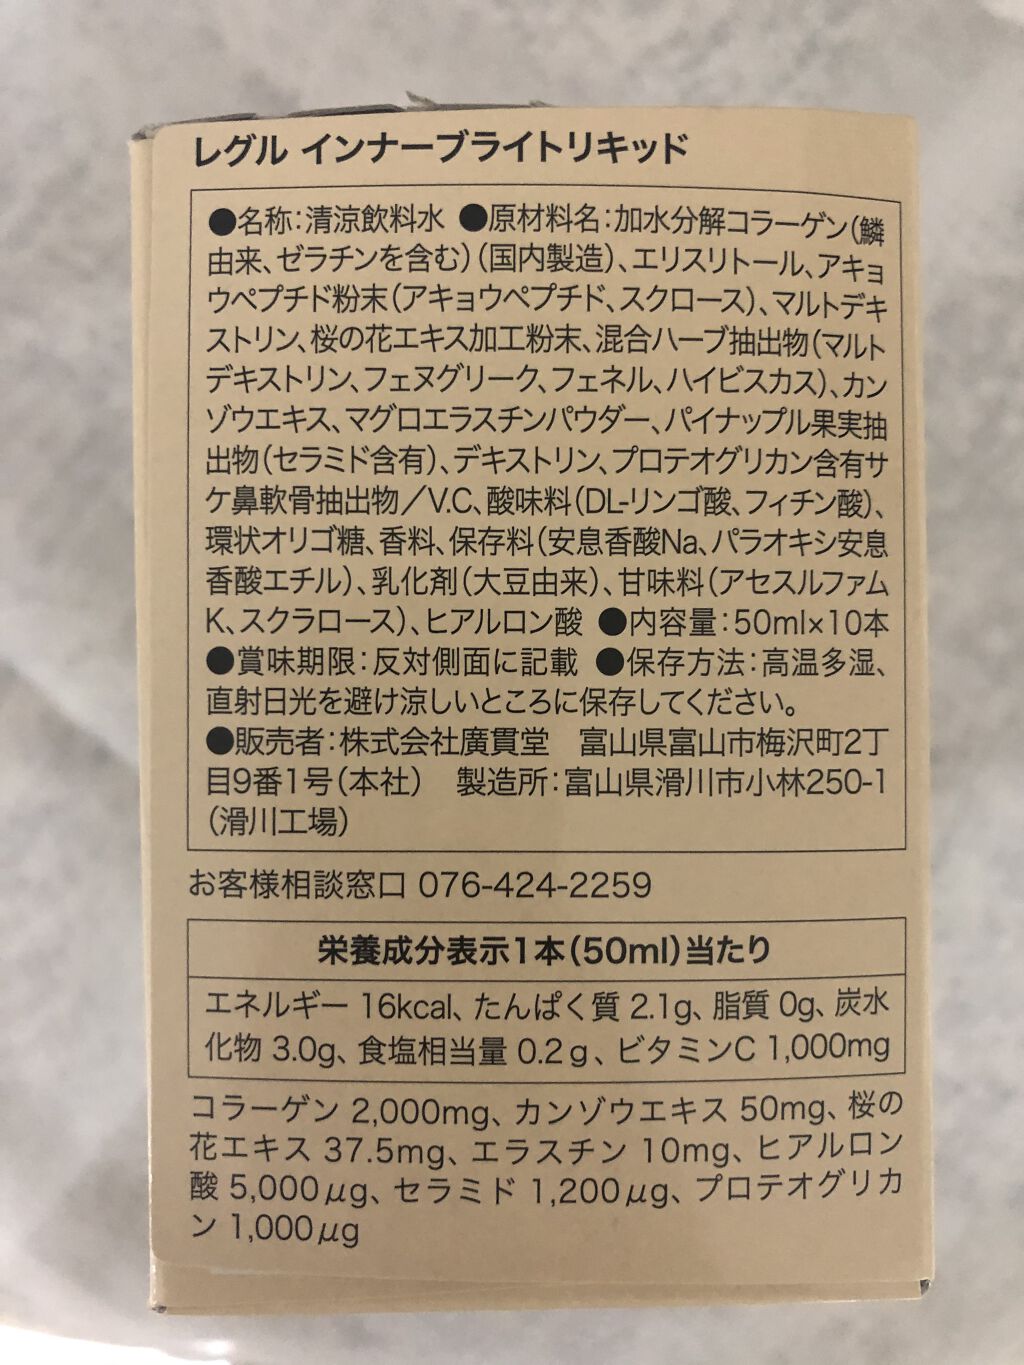 レグル インナーブライトリキッド
●名称：清涼飲料水 ●原材料名：加水分解コラーゲン（鱗
由来、ゼラチンを含む）（国内製造）、エリスリトール、アキョ
ウペプチド粉末（アキョウペプチド、スクロース）、マルトデキ
ストリン、桜の花エキス加工粉末、混合ハーブ抽出物（マルト
デキストリン、フェヌグリーク、フェネル、ハイビスカス）、カン
ゾウエキス、マグロエラスチンパウダー、パイナップル果実抽
出物（セラミド含有）、デキストリン、プロテオグリカン含有サ
ケ鼻軟骨抽出物／V.C、酸味料（DL-リンゴ酸、フィチン酸）、
環状オリゴ糖、香料、保存料（安息香酸Na、パラオキシ安息
香酸エチル）、乳化剤（大豆由来）、甘味料（アセスルファム
K、スクラロース）、ヒアルロン酸 ●内容量：50ml×10本
●賞味期限：反対側面に記載 ●保存方法：高温多湿、
直射日光を避け涼しいところに保存してください。
●販売者：株式会社廣貫堂　富山県富山市梅沢町2丁
目9番1号（本社）　製造所：富山県滑川市小林250-1
（滑川工場）
お客様相談窓口 076-424-2259
栄養成分表示1本（50ml）当たり
エネルギー 16kcal、たんぱく質 2.1g、脂質 0g、炭水
化物 3.0g、食塩相当量 0.2g、ビタミンC 1,000mg
コラーゲン 2,000mg、カンゾウエキス 50mg、桜の
花エキス 37.5mg、エラスチン 10mg、ヒアルロン
酸 5,000μg、セラミド 1,200μg、プロテオグリカ
ン 1,000μg